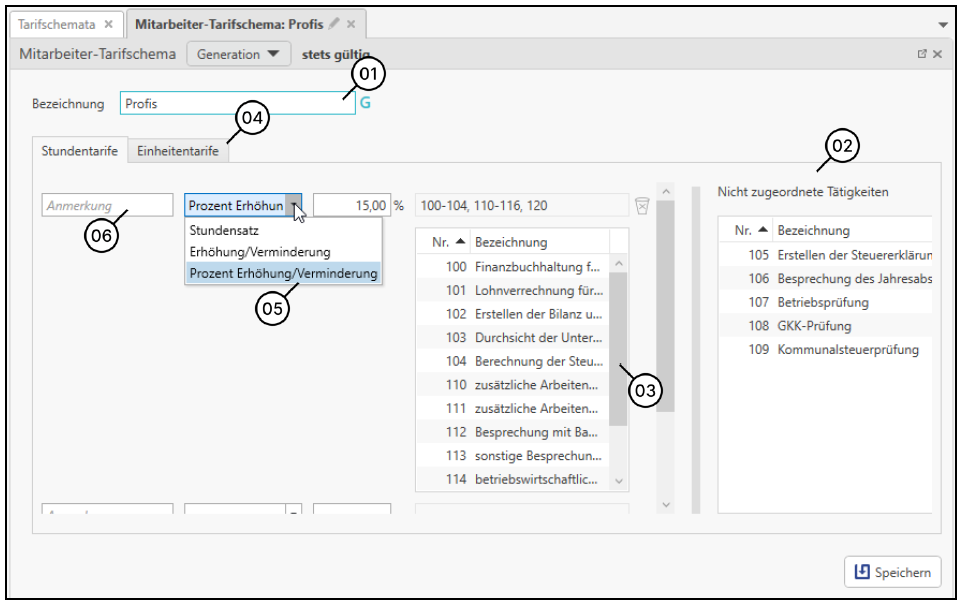 Tarifschemata
Mitarbeiter-Tarifschema: Profis
Mitarbeiter-Tarifschema Generation stets gültig
01
Bezeichnung Profis G
04
Stundentarife Einheitentarife
02
Nicht zugeordnete Tätigkeiten
Anmerkung Prozent Erhöhun 15,00 % 100-104, 110-116, 120
06
Stundensatz
Erhöhung/Verminderung
Prozent Erhöhung/Verminderung
05
Nr. Bezeichnung
100 Finanzbuchhaltung f...
101 Lohnverrechnung für...
102 Erstellen der Bilanz u...
103 Durchsicht der Unter...
104 Berechnung der Steu...
110 zusätzliche Arbeiten...
111 zusätzliche Arbeiten...
112 Besprechung mit Ba...
113 sonstige Besprechun...
114 betriebswirtschaftlic...
03
Nr. Bezeichnung
105 Erstellen der Steuererklärun
106 Besprechung des Jahresabs
107 Betriebsprüfung
108 GKK-Prüfung
109 Kommunalsteuerprüfung
Speichern